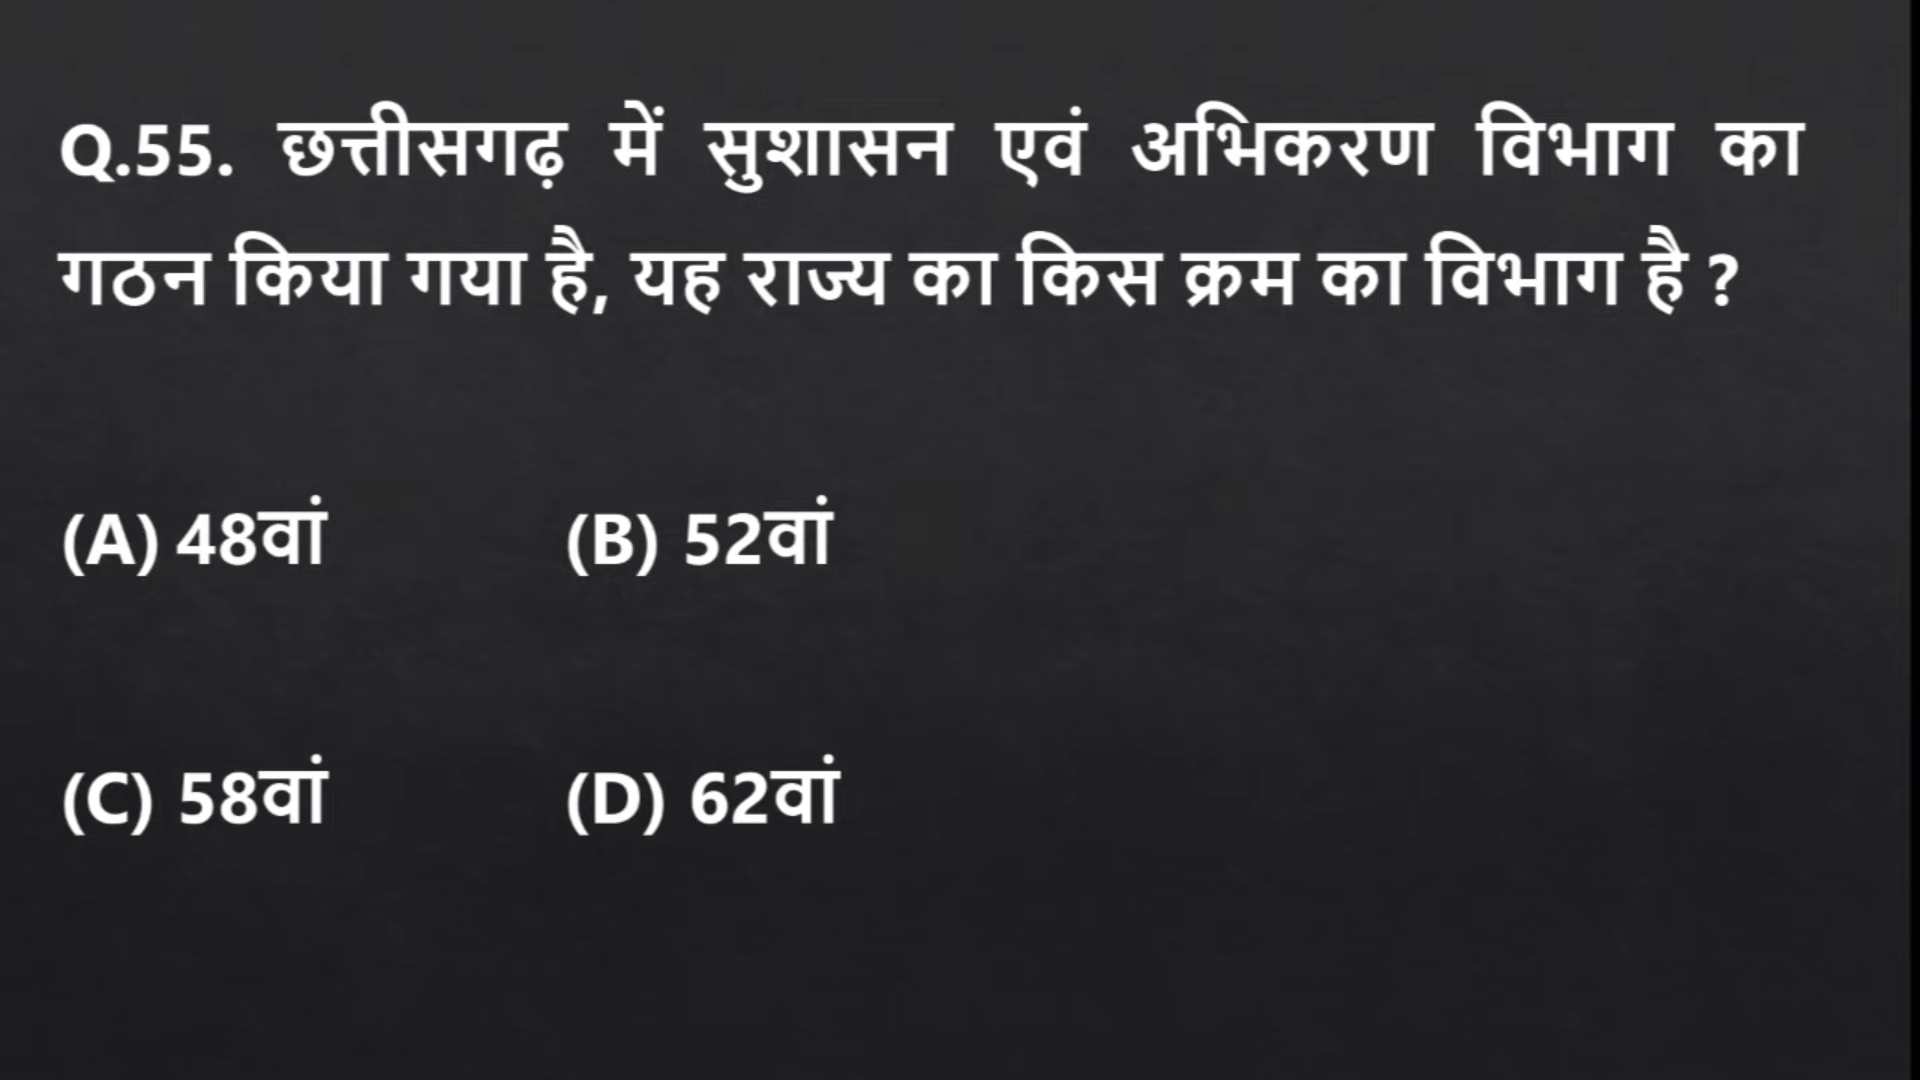 Q.55. छत्तीसगढ़ में सुशासन एवं अभिकरण विभाग का
गठन किया गया है, यह राज्य का किस क्रम का विभाग है ?
(A) 48वां (B) 52वां
(C) 58वां (D) 62वां